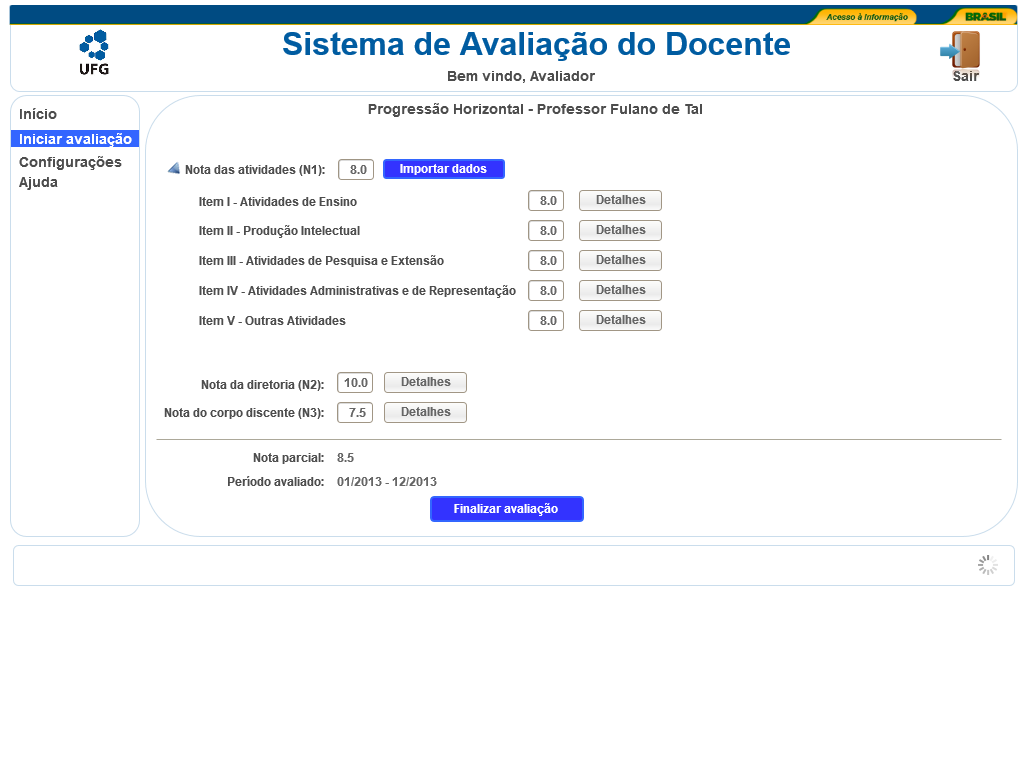 Acesso à Informação
BRASIL
UFG
Sistema de Avaliação do Docente
Bem vindo, Avaliador
Sair
Início
Iniciar avaliação
Configurações
Ajuda
Progressão Horizontal - Professor Fulano de Tal
Nota das atividades (N1): 8.0 Importar dados
Item I - Atividades de Ensino 8.0 Detalhes
Item II - Produção Intelectual 8.0 Detalhes
Item III - Atividades de Pesquisa e Extensão 8.0 Detalhes
Item IV - Atividades Administrativas e de Representação 8.0 Detalhes
Item V - Outras Atividades 8.0 Detalhes
Nota da diretoria (N2): 10.0 Detalhes
Nota do corpo discente (N3): 7.5 Detalhes
Nota parcial: 8.5
Período avaliado: 01/2013 - 12/2013
Finalizar avaliação